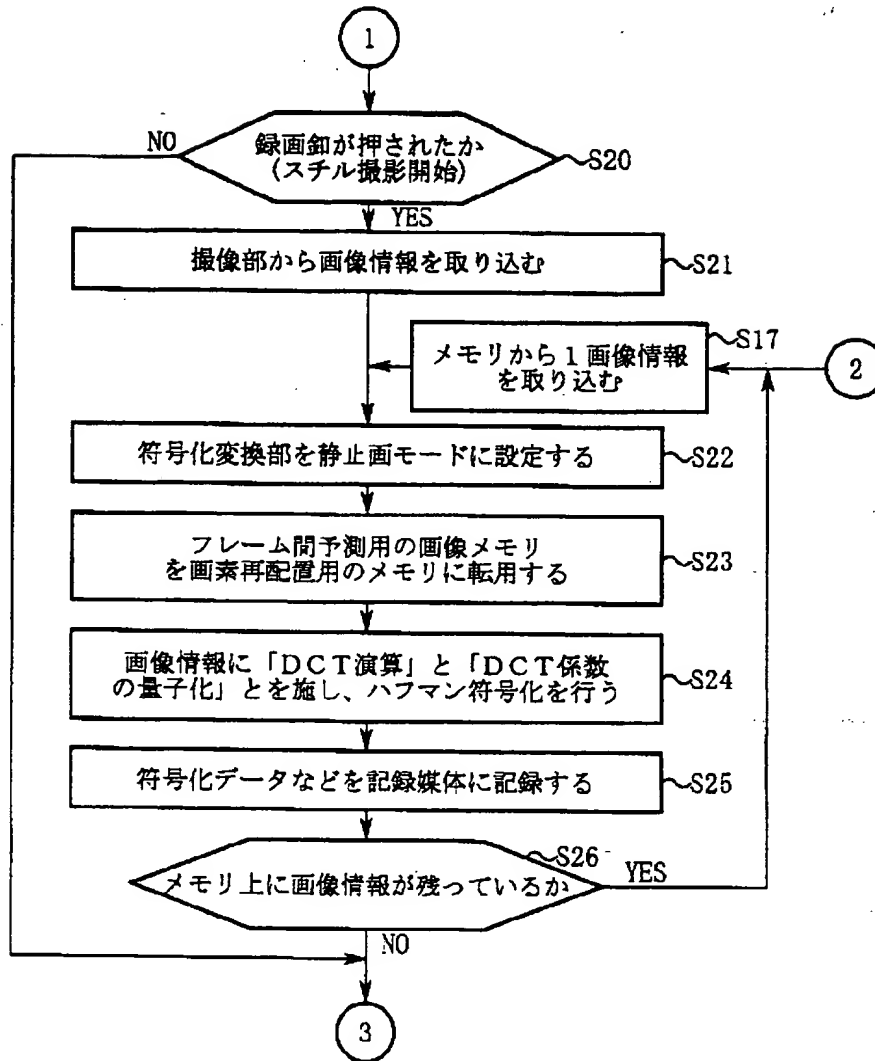 1
録画釦が押されたか
(スチル撮影開始)
NO
S20
YES
撮像部から画像情報を取り込む
S21
メモリから1画像情報
を取り込む
S17
2
符号化変換部を静止画モードに設定する
S22
フレーム間予測用の画像メモリ
を画素再配置用のメモリに転用する
S23
画像情報に「DCT演算」と「DCT係数
の量子化」とを施し、ハフマン符号化を行う
S24
符号化データなどを記録媒体に記録する
S25
メモリ上に画像情報が残っているか
S26
YES
NO
3